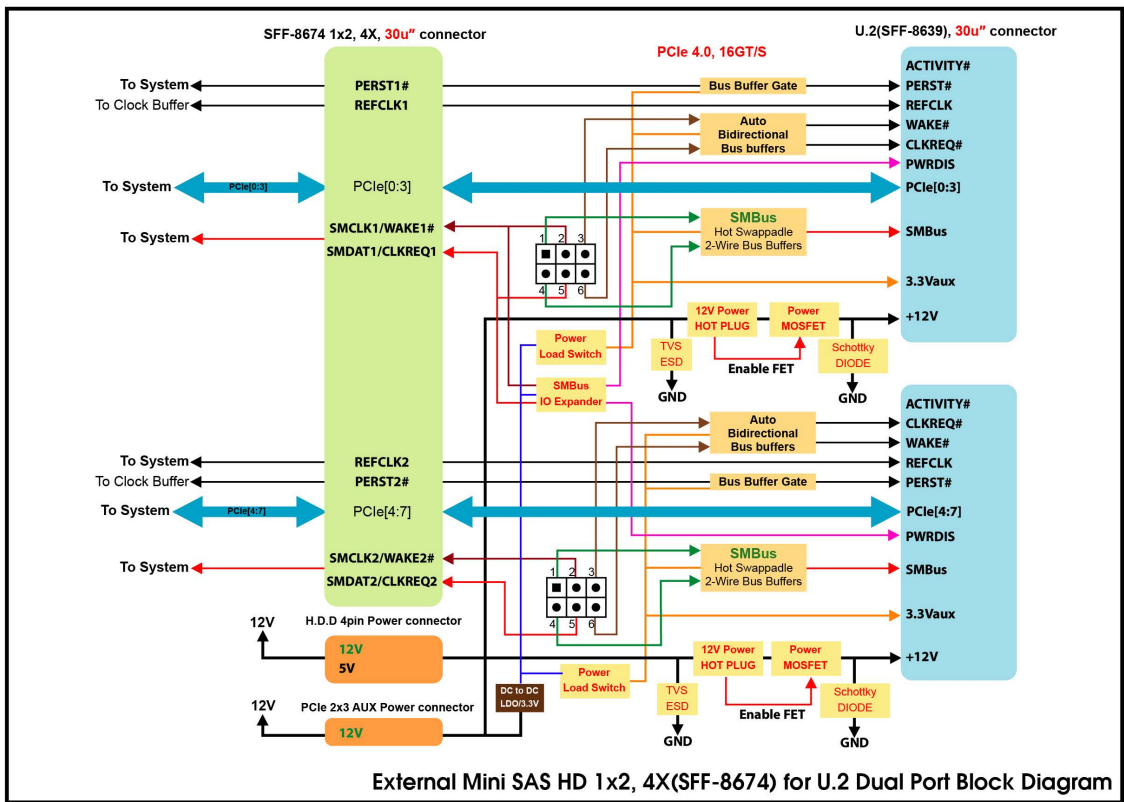 SFF-8674 1x2, 4X, 30u" connector
U.2(SFF-8639), 30u" connector
PCIe 4.0, 16GT/S
To System
PERST1#
Bus Buffer Gate
ACTIVITY#
PERST#
To Clock Buffer
REFCLK1
REFCLK
Auto
Bidirectional
Bus buffers
WAKE#
CLKREQ#
PWRDIS
To System
PCIe[0:3]
PCIe[0:3]
PCIe[0:3]
SMCLK1/WAKE1#
To System
SMDAT1/CLKREQ1
1 2 3
4 5 6
SMBus
Hot Swappadle
2-Wire Bus Buffers
SMBus
3.3Vaux
12V Power
HOT PLUG
Power
MOSFET
+12V
Power
Load Switch
TVS
ESD
Enable FET
Schottky
DIODE
GND
GND
SMBus
IO Expander
ACTIVITY#
Auto
Bidirectional
Bus buffers
CLKREQ#
WAKE#
To System
REFCLK2
REFCLK
To Clock Buffer
PERST2#
Bus Buffer Gate
PERST#
To System
PCIe[4:7]
PCIe[4:7]
PCIe[4:7]
PWRDIS
SMCLK2/WAKE2#
To System
SMDAT2/CLKREQ2
1 2 3
4 5 6
SMBus
Hot Swappadle
2-Wire Bus Buffers
SMBus
3.3Vaux
12V
H.D.D 4pin Power connector
12V
5V
12V Power
HOT PLUG
Power
MOSFET
+12V
Power
Load Switch
DC to DC
LDO/3.3V
TVS
ESD
Enable FET
Schottky
DIODE
GND
GND
12V
PCIe 2x3 AUX Power connector
12V
External Mini SAS HD 1x2, 4X(SFF-8674) for U.2 Dual Port Block Diagram